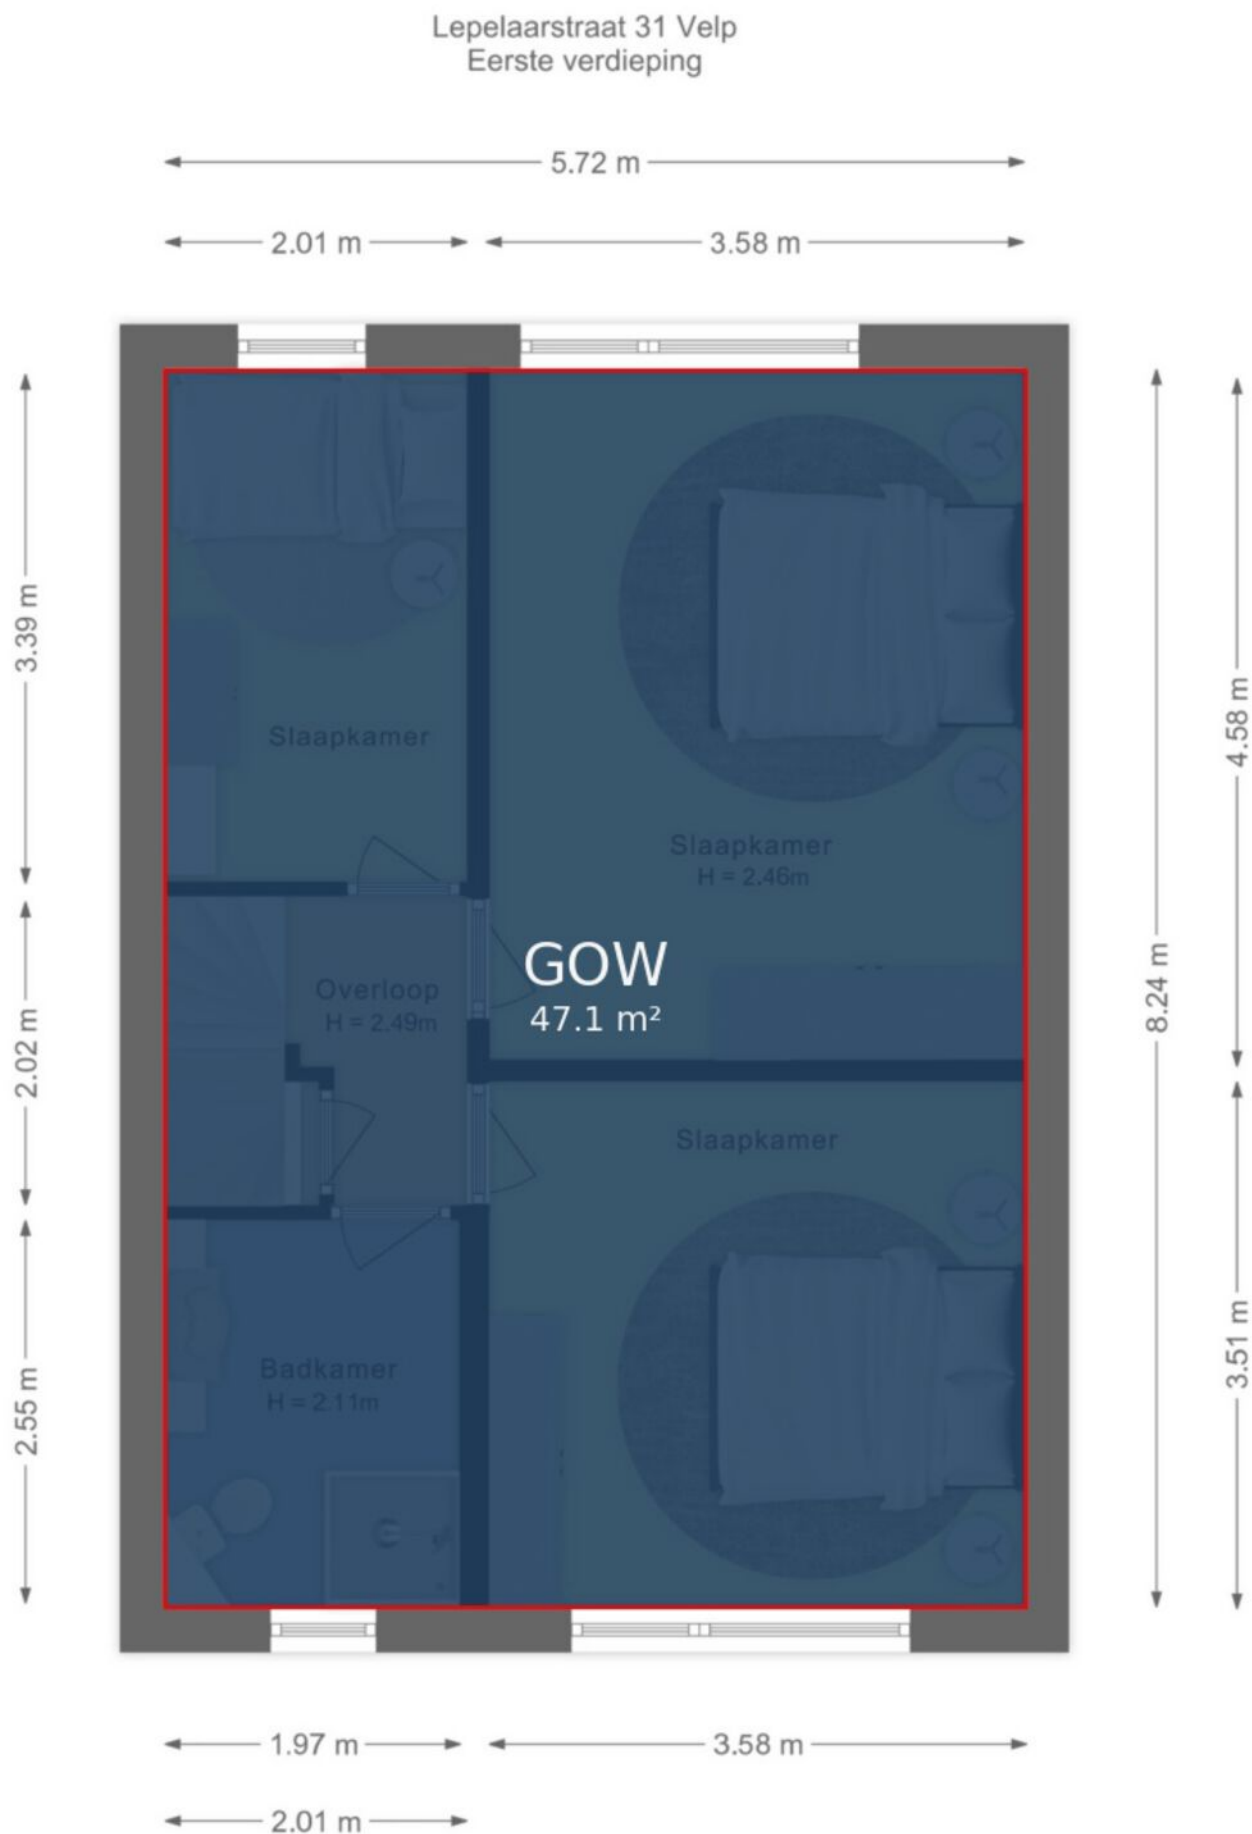 Lepelaarstraat 31 Velp
Eerste verdieping
5.72 m
2.01 m
3.58 m
3.39 m
2.02 m
2.55 m
8.24 m
4.58 m
3.51 m
Slaapkamer
Slaapkamer
H = 2.46m
GOW
47.1 m²
Overloop
H = 2.49m
Slaapkamer
Badkamer
H = 2.11m
1.97 m
3.58 m
2.01 m